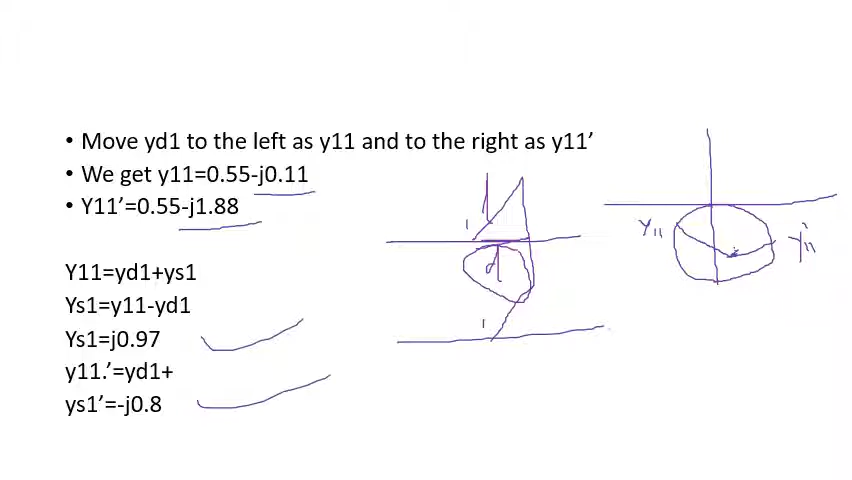 • Move yd1 to the left as y11 and to the right as y11’
• We get y11=0.55-j0.11
• Y11’=0.55-j1.88
Y11=yd1+ys1
Ys1=y11-yd1
Ys1=j0.97
y11.’=yd1+
ys1’=-j0.8
Y11
Y11'